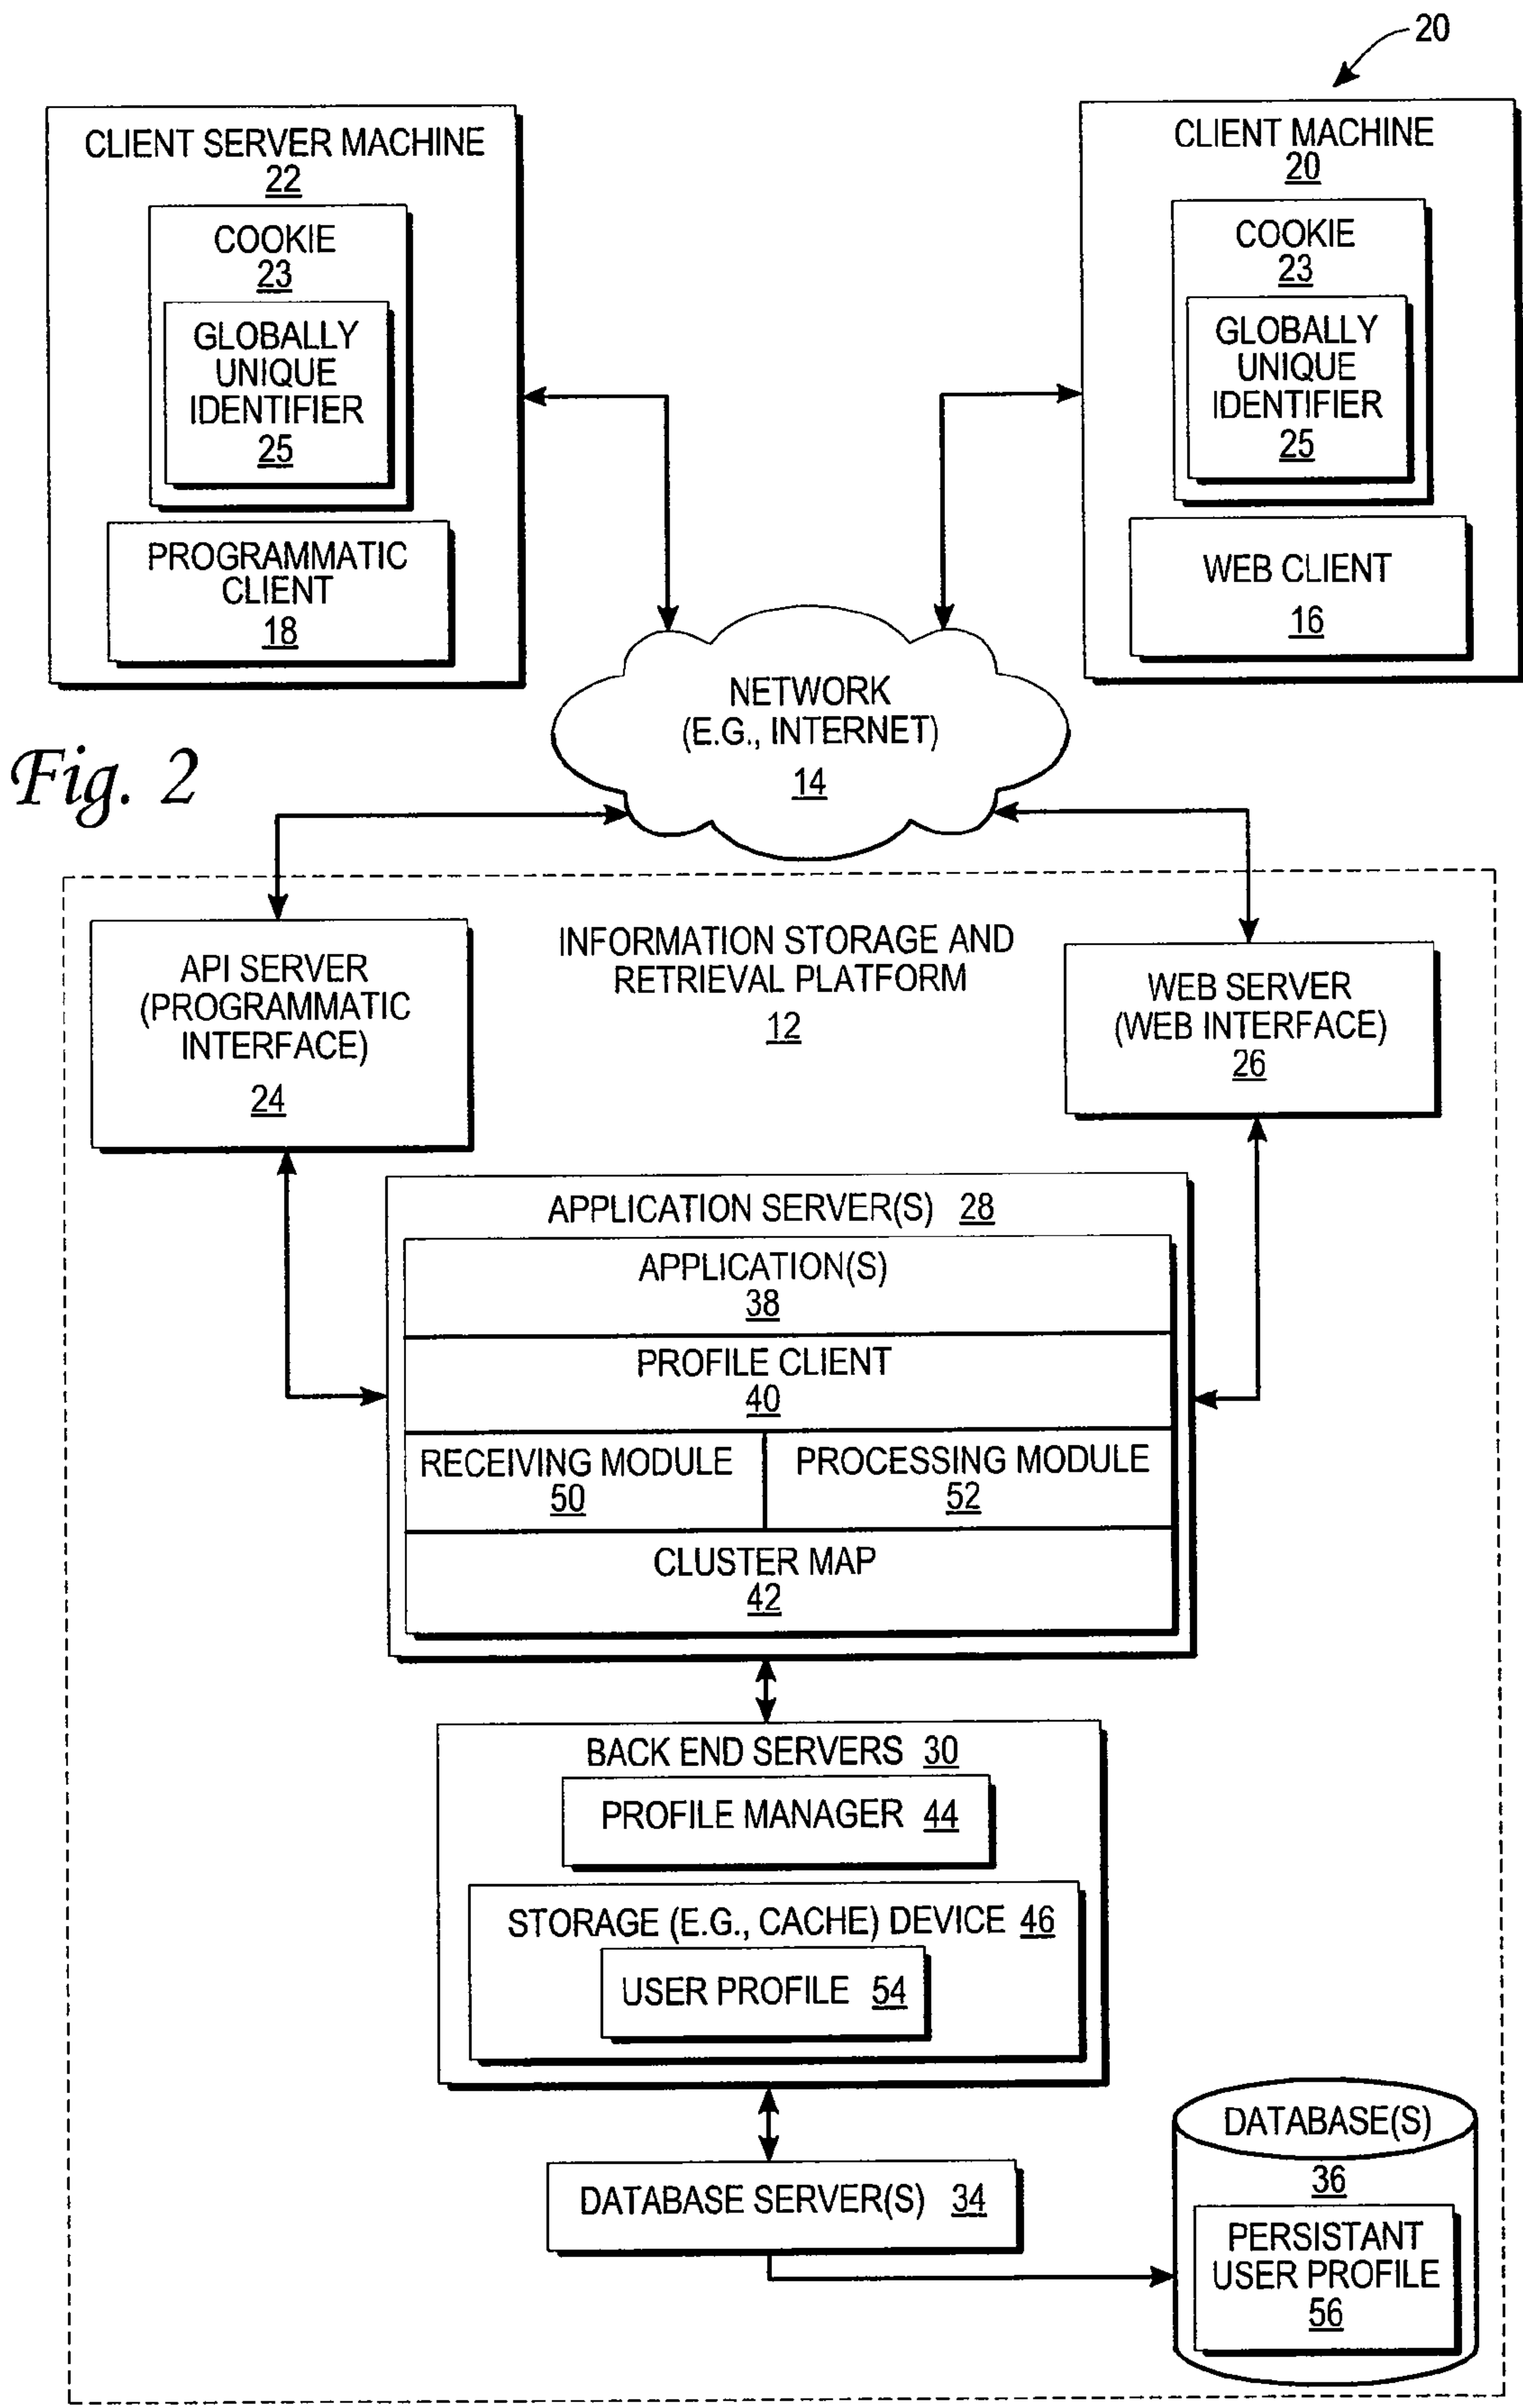 20
CLIENT SERVER MACHINE
22
COOKIE
23
GLOBALLY
UNIQUE
IDENTIFIER
25
PROGRAMMATIC
CLIENT
18
CLIENT MACHINE
20
COOKIE
23
GLOBALLY
UNIQUE
IDENTIFIER
25
WEB CLIENT
16
NETWORK
(E.G., INTERNET)
14
Fig. 2
INFORMATION STORAGE AND
RETRIEVAL PLATFORM
12
API SERVER
(PROGRAMMATIC
INTERFACE)
24
WEB SERVER
(WEB INTERFACE)
26
APPLICATION SERVER(S) 28
APPLICATION(S)
38
PROFILE CLIENT
40
RECEIVING MODULE
50
PROCESSING MODULE
52
CLUSTER MAP
42
BACK END SERVERS 30
PROFILE MANAGER 44
STORAGE (E.G., CACHE) DEVICE 46
USER PROFILE 54
DATABASE SERVER(S) 34
DATABASE(S)
36
PERSISTANT
USER PROFILE
56